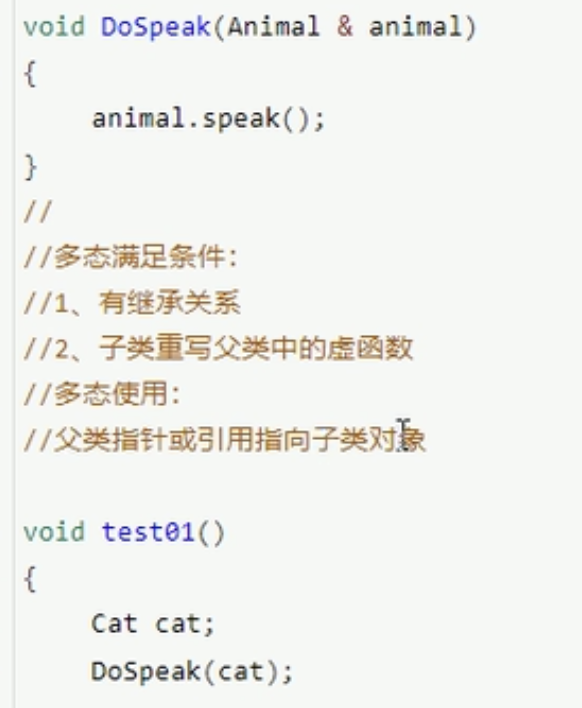 void DoSpeak(Animal & animal)
{
animal.speak();
}
//
//多态满足条件：
//1、有继承关系
//2、子类重写父类中的虚函数
//多态使用：
//父类指针或引用指向子类对象
void test01()
{
Cat cat;
DoSpeak(cat);